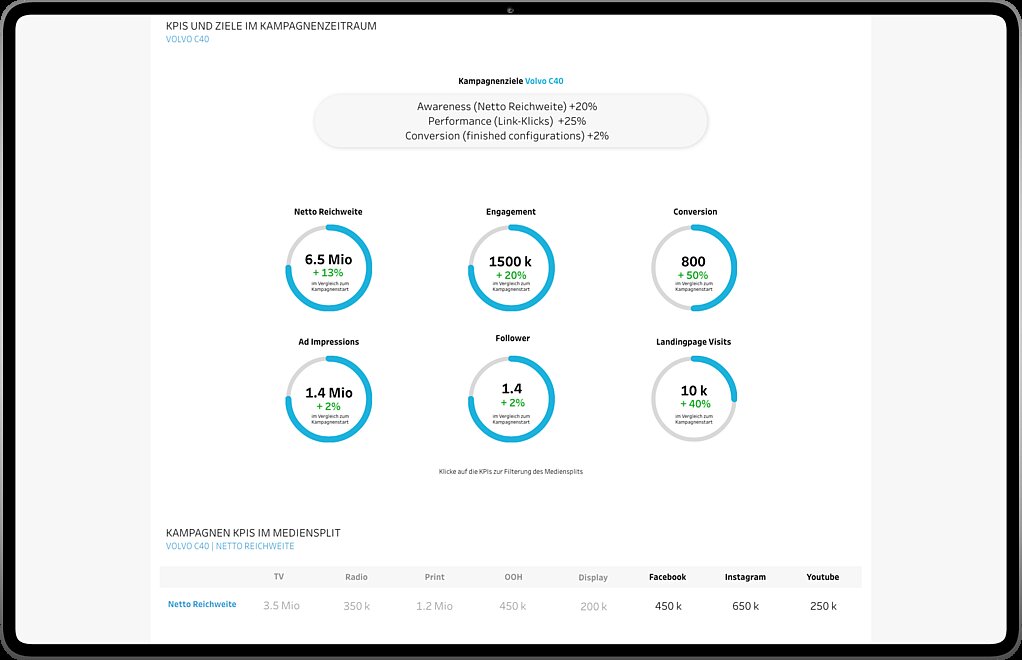 KPIS UND ZIELE IM KAMPAGNENZEITRAUM
VOLVO C40
Kampagnenziele Volvo C40
Awareness (Netto Reichweite) +20%
Performance (Link-Klicks) +25%
Conversion (finished configurations) +2%
Netto Reichweite
6.5 Mio
+ 13%
im Vergleich zum
Kampagnenstart
Engagement
1500 k
+ 20%
im Vergleich zum
Kampagnenstart
Conversion
800
+ 50%
im Vergleich zum
Kampagnenstart
Ad Impressions
1.4 Mio
+ 2%
im Vergleich zum
Kampagnenstart
Follower
1.4
+ 2%
im Vergleich zum
Kampagnenstart
Landingpage Visits
10 k
+ 40%
im Vergleich zum
Kampagnenstart
Klicke auf die KPIs zur Filterung des Mediensplits
KAMPAGNEN KPIS IM MEDIENSPLIT
VOLVO C40 | NETTO REICHWEITE
TV Radio Print OOH Display Facebook Instagram Youtube
Netto Reichweite 3.5 Mio 350 k 1.2 Mio 450 k 200 k 450 k 650 k 250 k